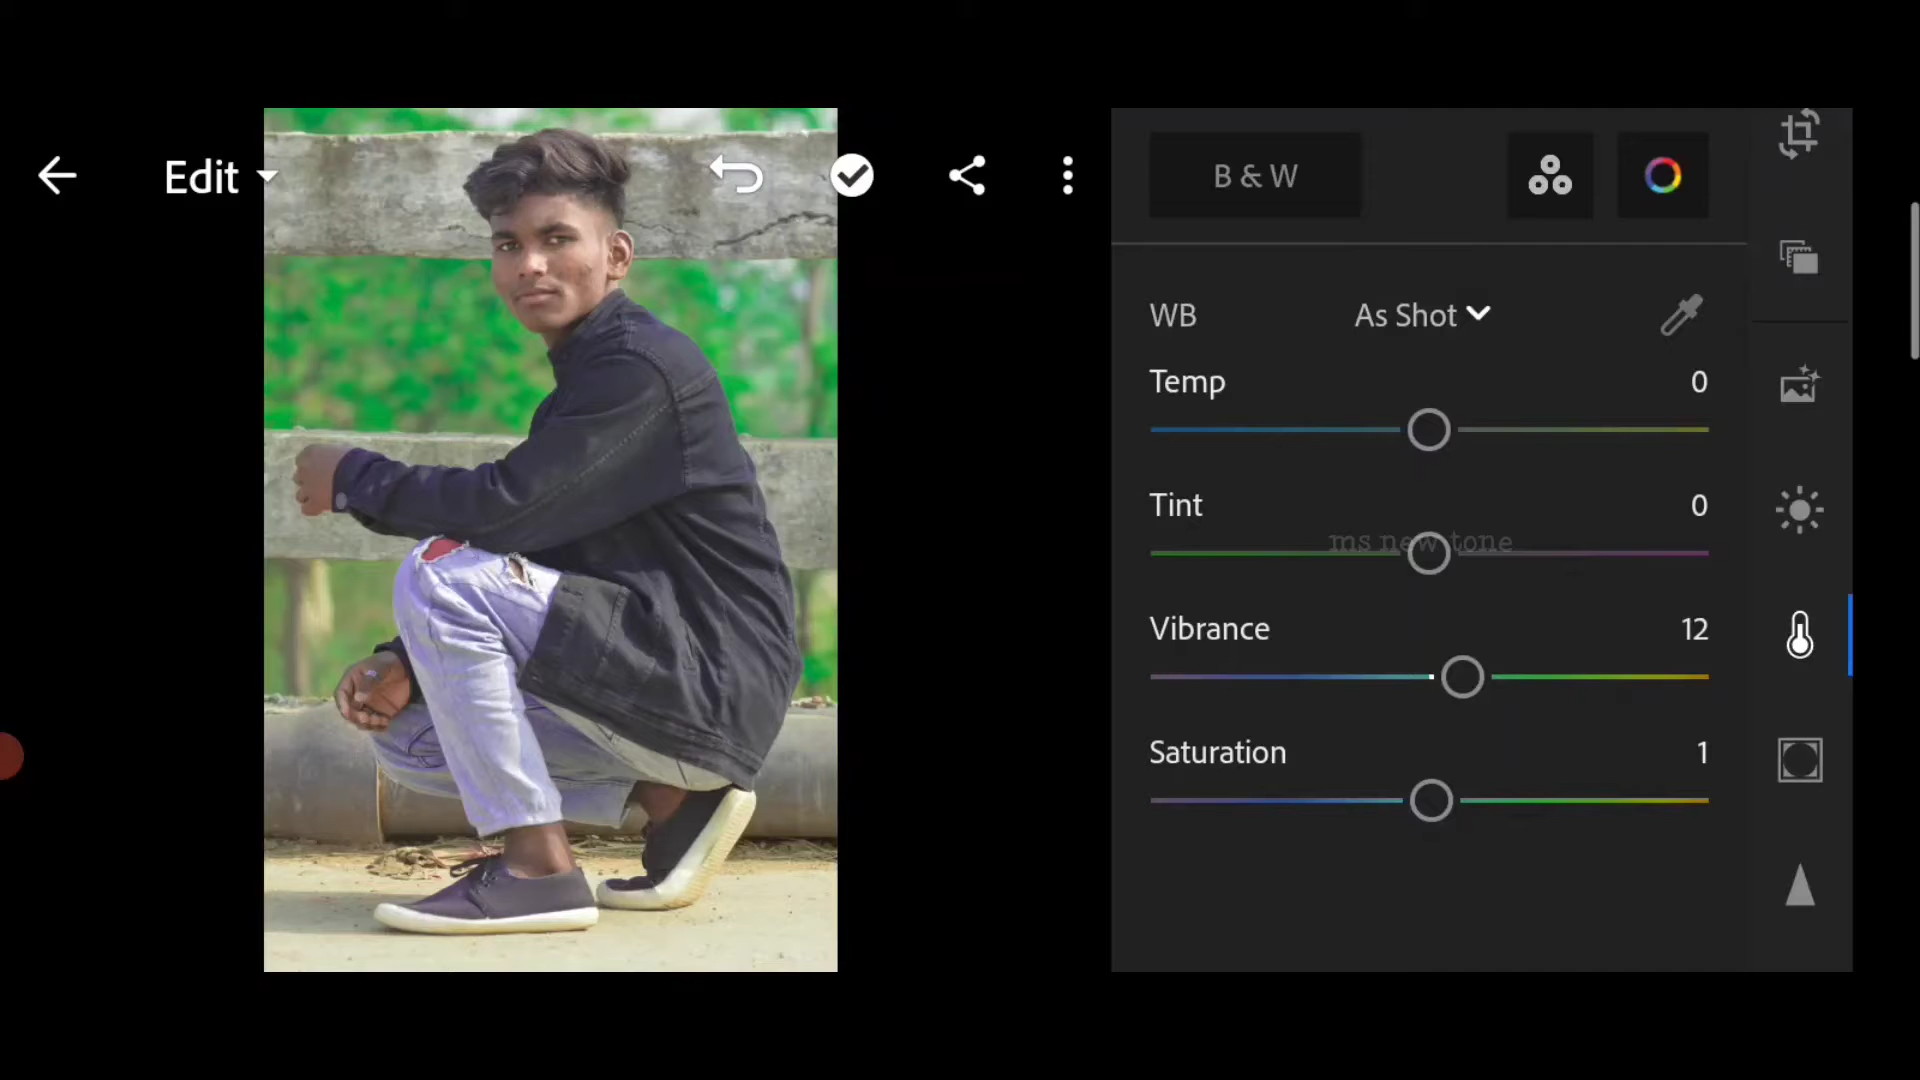 Edit
B & W
WB As Shot
Temp 0
Tint 0
ms new tone
Vibrance 12
Saturation 1